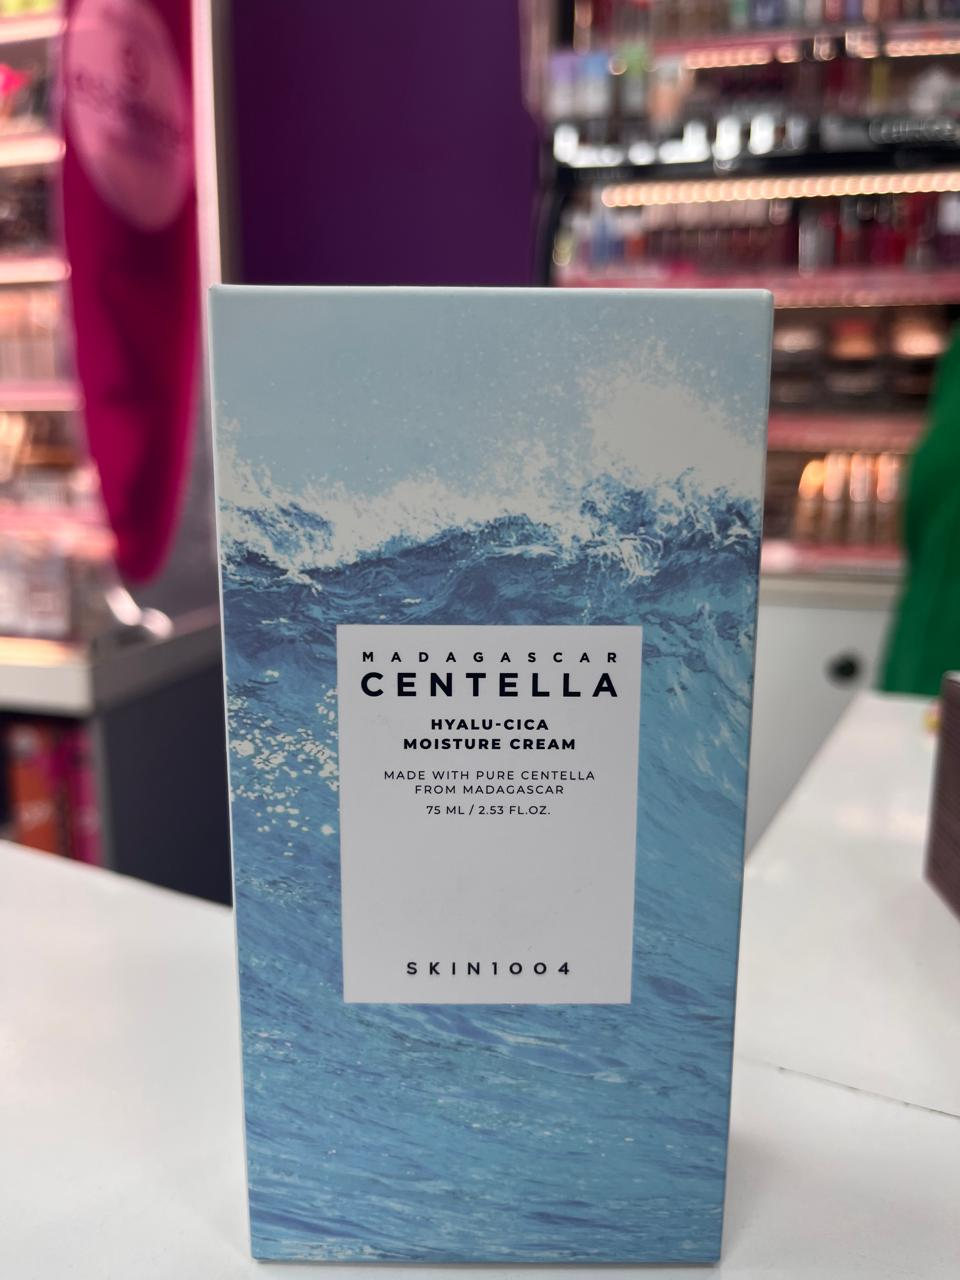 MADAGASCAR
CENTELLA
HYALU-CICA
MOISTURE CREAM
MADE WITH PURE CENTELLA
FROM MADAGASCAR
75 ML / 2.53 FL.OZ.
SKIN1004